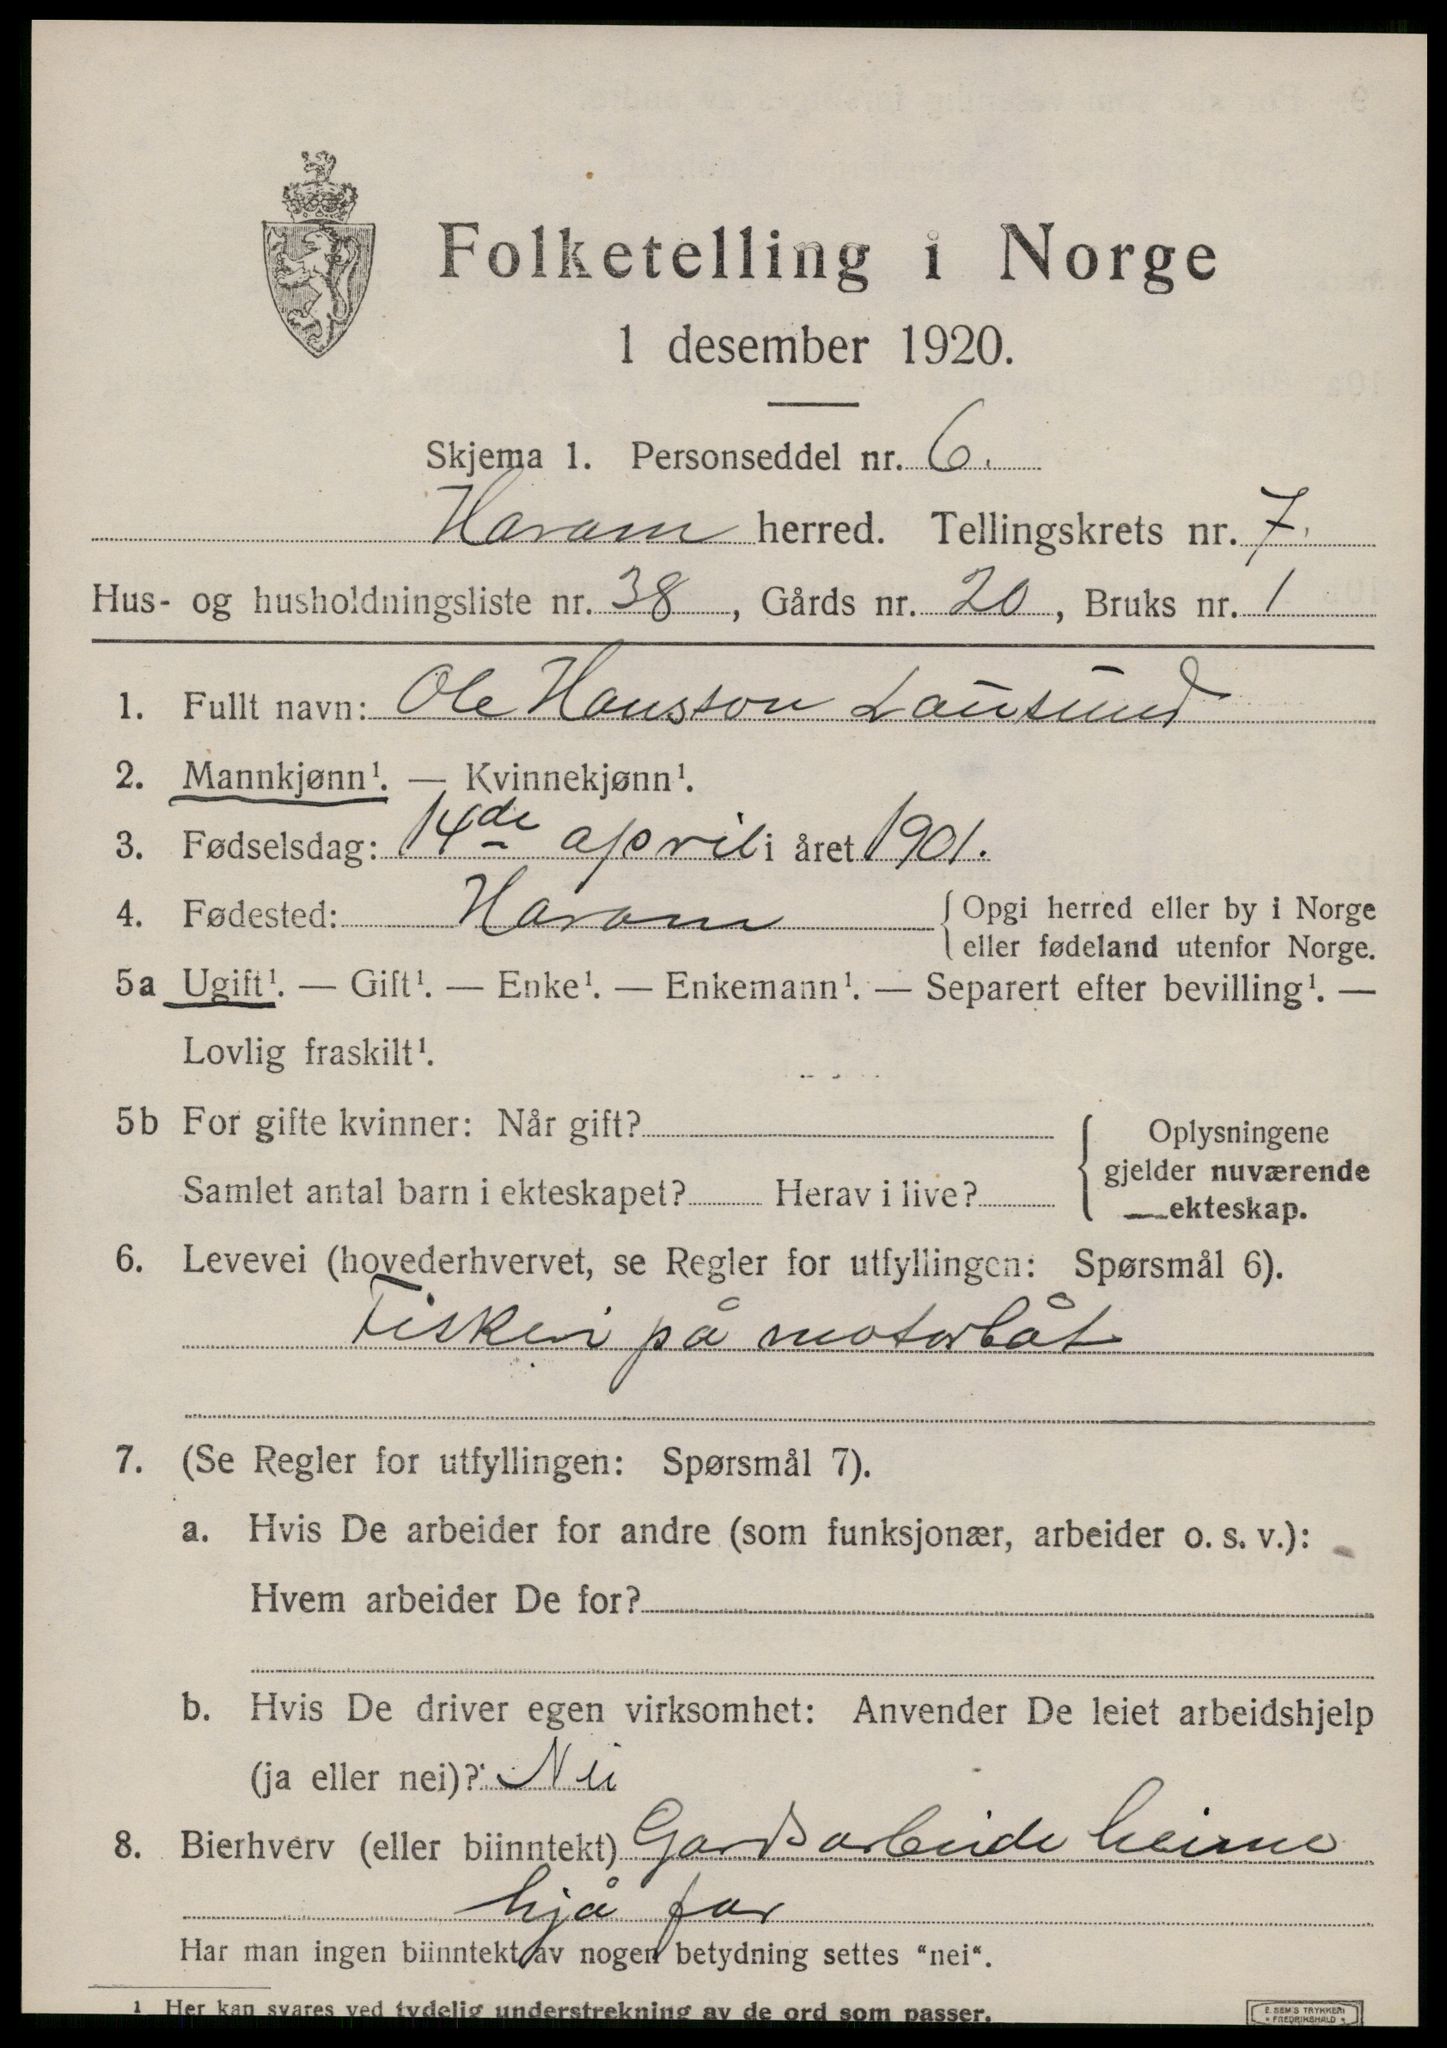 Folketelling i Norge
1 desember 1920.
Skjema 1. Personseddel nr. 6.
Haram herred. Tellingskrets nr. 7.
Hus- og husholdningsliste nr. 38, Gårds nr. 20, Bruks nr. 1
1. Fullt navn: Ole Hansson Lausund
2. Mannkjønn¹. — Kvinnekjønn¹.
3. Fødselsdag: 14de april i året 1901.
4. Fødested: Haram {Opgi herred eller by i Norge
eller fødeland utenfor Norge.
5a Ugift¹. — Gift¹. — Enke¹. — Enkemann¹. — Separert efter bevilling¹. —
Lovlig fraskilt¹.
5b For gifte kvinner: Når gift?
Samlet antal barn i ekteskapet? Herav i live?
{Oplysningene
gjelder nuværende
ekteskap.
6. Levevei (hovederhvervet, se Regler for utfyllingen: Spørsmål 6).
Fiskeri på motorbåt
7. (Se Regler for utfyllingen: Spørsmål 7).
a. Hvis De arbeider for andre (som funksjonær, arbeider o. s. v.):
Hvem arbeider De for?
b. Hvis De driver egen virksomhet: Anvender De leiet arbeidshjelp
(ja eller nei)? Nei
8. Bierhverv (eller biinntekt) Gardsarbeide heime
hjå far
Har man ingen biinntekt av nogen betydning settes "nei".
1 Her kan svares ved tydelig understrekning av de ord som passer.
E. SEM'S TRYKKERI
• FREDRIKSHALD •